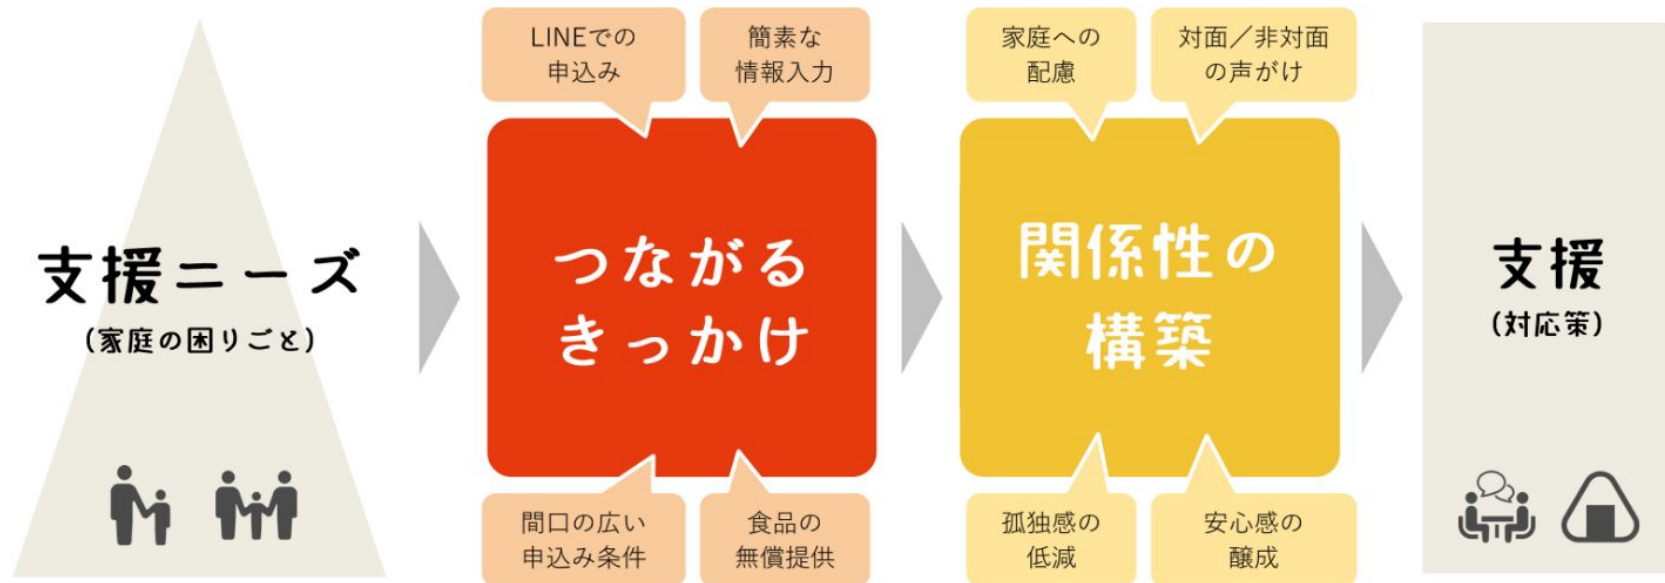 支援ニーズ
（家庭の困りごと）
LINEでの
申込み
簡素な
情報入力
つながる
きっかけ
間口の広い
申込み条件
食品の
無償提供
家庭への
配慮
対面／非対面
の声がけ
関係性の
構築
孤独感の
低減
安心感の
醸成
支援
（対応策）